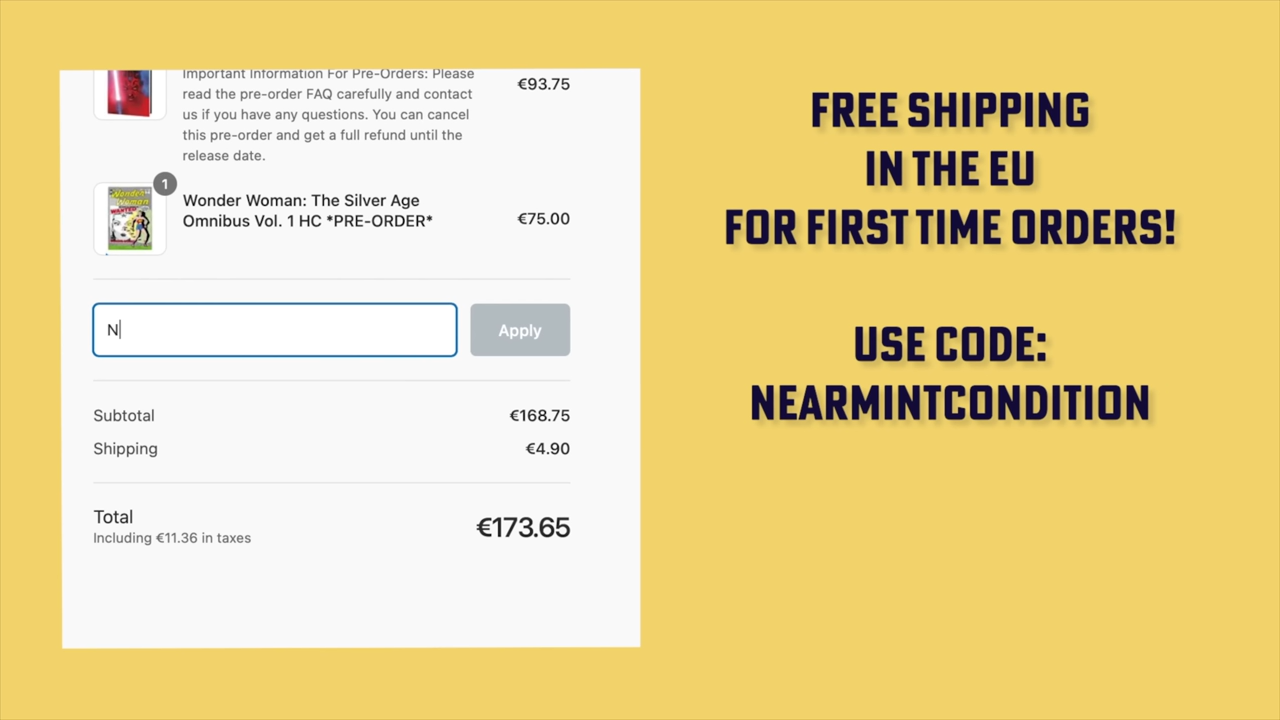 Important Information For Pre-Orders: Please
read the pre-order FAQ carefully and contact
us if you have any questions. You can cancel
this pre-order and get a full refund until the
release date.
€93.75
1
Wonder Woman: The Silver Age
Omnibus Vol. 1 HC *PRE-ORDER*
€75.00
N
Apply
Subtotal €168.75
Shipping €4.90
Total €173.65
Including €11.36 in taxes
FREE SHIPPING
IN THE EU
FOR FIRST TIME ORDERS!
USE CODE:
NEARMINTCONDITION